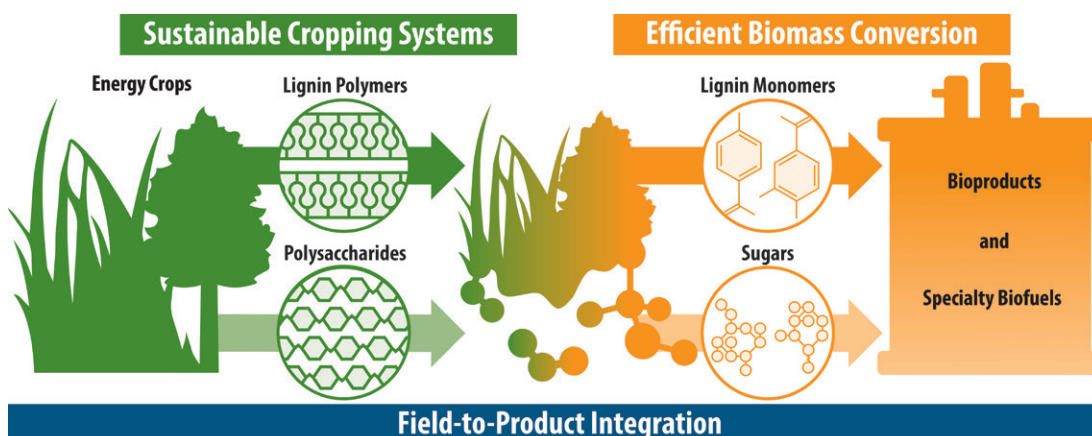 Sustainable Cropping Systems
Efficient Biomass Conversion
Energy Crops
Lignin Polymers
Lignin Monomers
Polysaccharides
Sugars
Bioproducts
and
Specialty Biofuels
Field-to-Product Integration